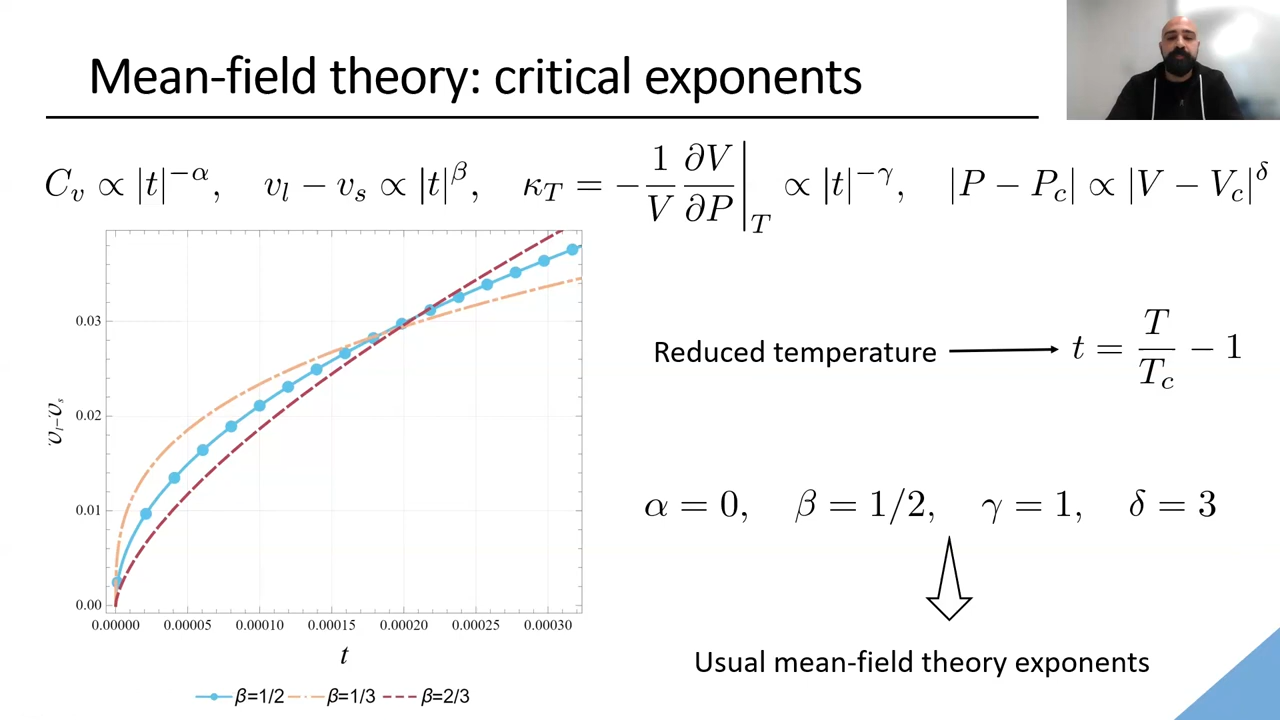 Mean-field theory: critical exponents
C_v ∝ |t|^{-α}, v_l − v_s ∝ |t|^β, κ_T = −\frac{1}{V}\frac{∂V}{∂P}|_T ∝ |t|^{-γ}, |P − P_c| ∝ |V − V_c|^δ
0.03
0.02
0.01
0.00
𝒱_l−𝒱_s
0.00000 0.00005 0.00010 0.00015 0.00020 0.00025 0.00030
t
β=1/2 β=1/3 β=2/3
Reduced temperature t = \frac{T}{T_c} − 1
α = 0, β = 1/2, γ = 1, δ = 3
Usual mean-field theory exponents